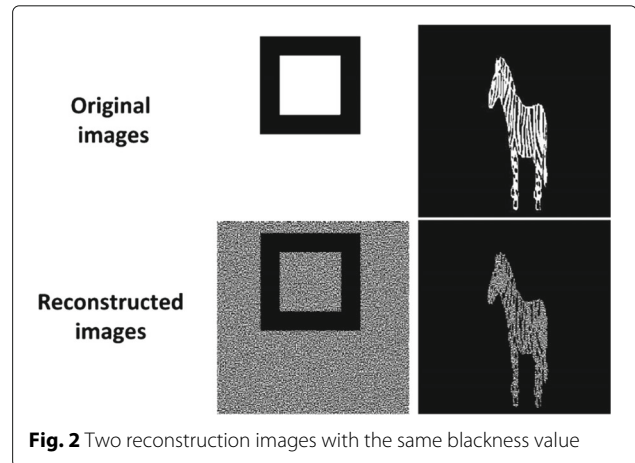 Original
images
Reconstructed
images
Fig. 2 Two reconstruction images with the same blackness value